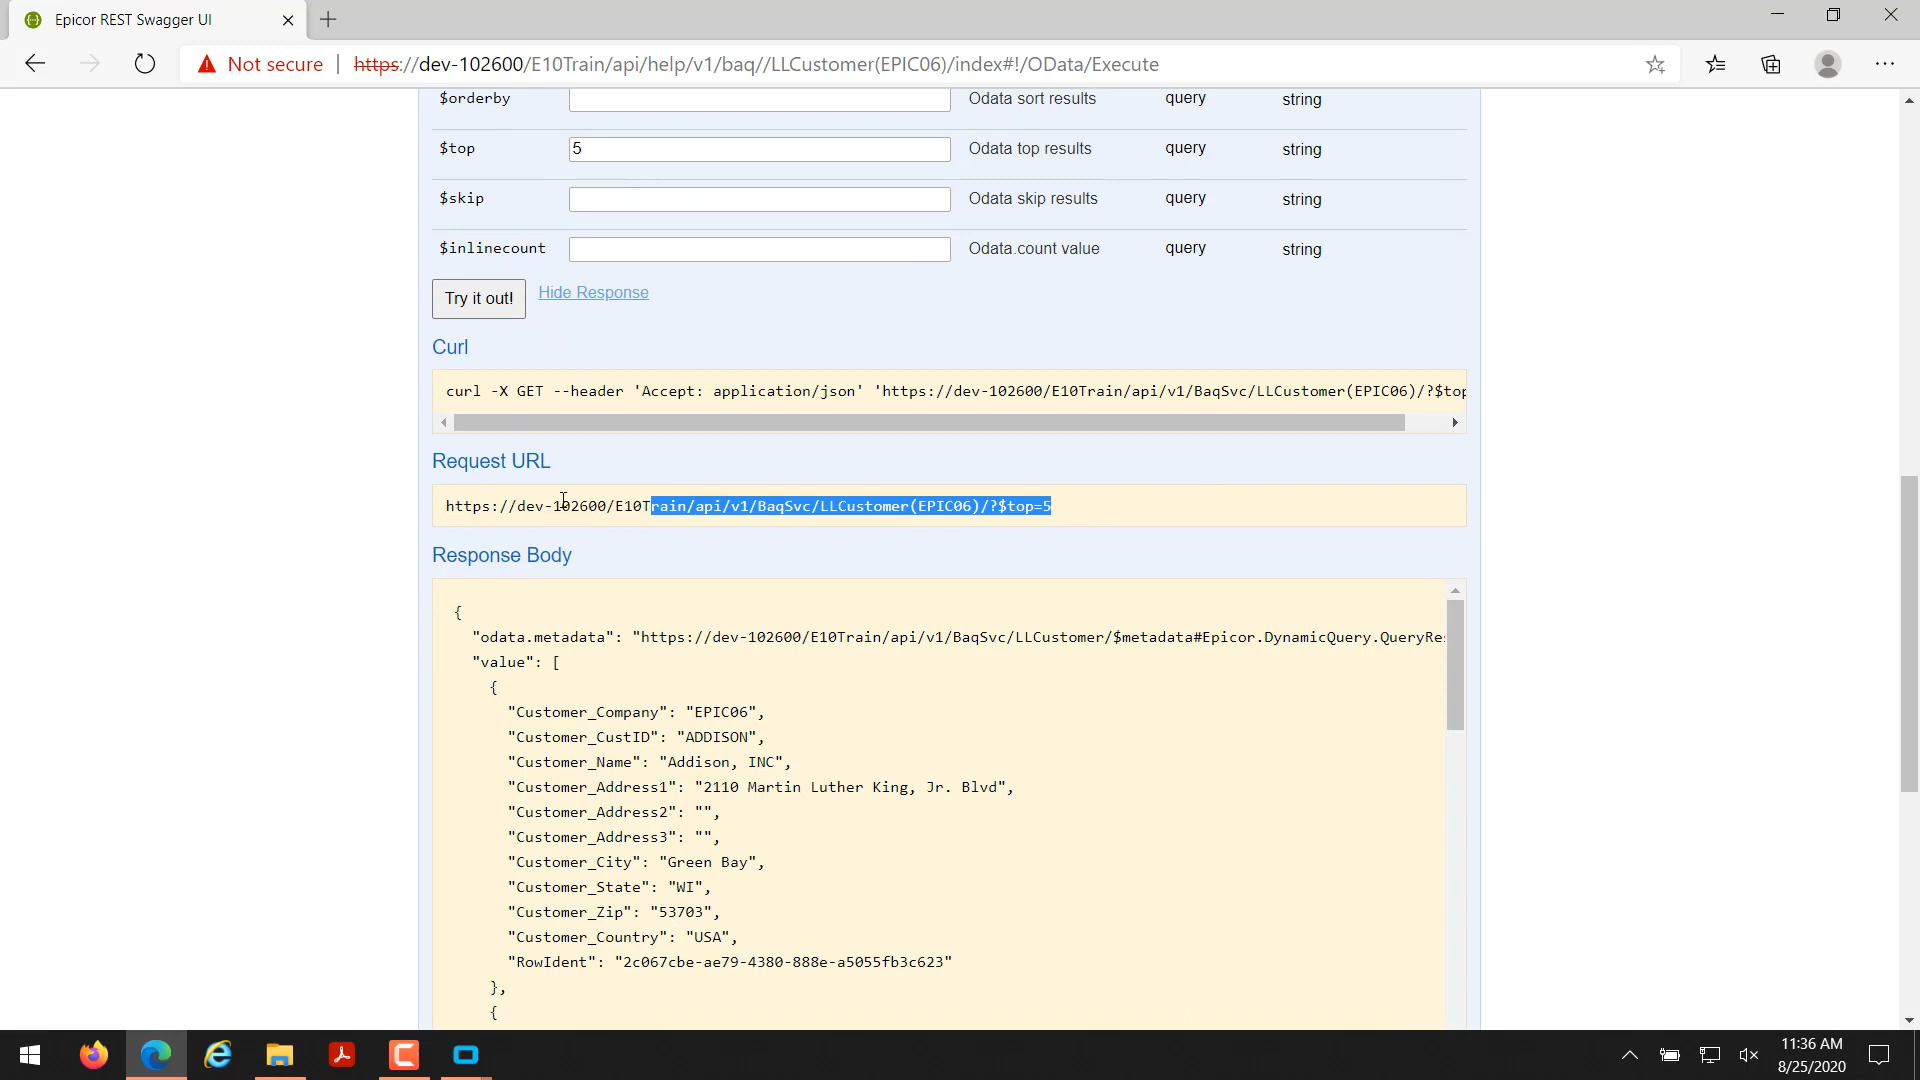 Epicor REST Swagger UI
Not secure | https://dev-102600/E10Train/api/help/v1/baq//LLCustomer(EPIC06)/index#!/OData/Execute
$orderby Odata sort results query string
$top 5 Odata top results query string
$skip Odata skip results query string
$inlinecount Odata.count value query string
Try it out! Hide Response
Curl
curl -X GET --header 'Accept: application/json' 'https://dev-102600/E10Train/api/v1/BaqSvc/LLCustomer(EPIC06)/?$top
Request URL
https://dev-102600/E10Train/api/v1/BaqSvc/LLCustomer(EPIC06)/?$top=5
Response Body
{
"odata.metadata": "https://dev-102600/E10Train/api/v1/BaqSvc/LLCustomer/$metadata#Epicor.DynamicQuery.QueryRe
"value": [
{
"Customer_Company": "EPIC06",
"Customer_CustID": "ADDISON",
"Customer_Name": "Addison, INC",
"Customer_Address1": "2110 Martin Luther King, Jr. Blvd",
"Customer_Address2": "",
"Customer_Address3": "",
"Customer_City": "Green Bay",
"Customer_State": "WI",
"Customer_Zip": "53703",
"Customer_Country": "USA",
"RowIdent": "2c067cbe-ae79-4380-888e-a5055fb3c623"
},
{
11:36 AM
8/25/2020